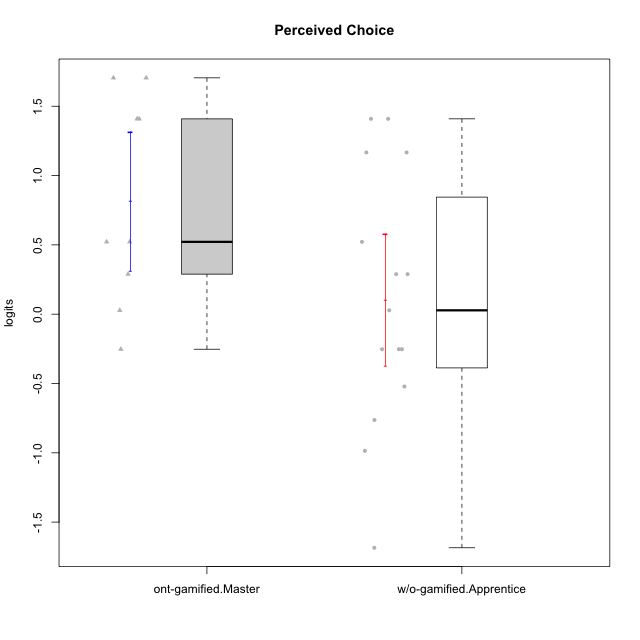 Perceived Choice
logits
1.5
1.0
0.5
0.0
-0.5
-1.0
-1.5
ont-gamified.Master
w/o-gamified.Apprentice